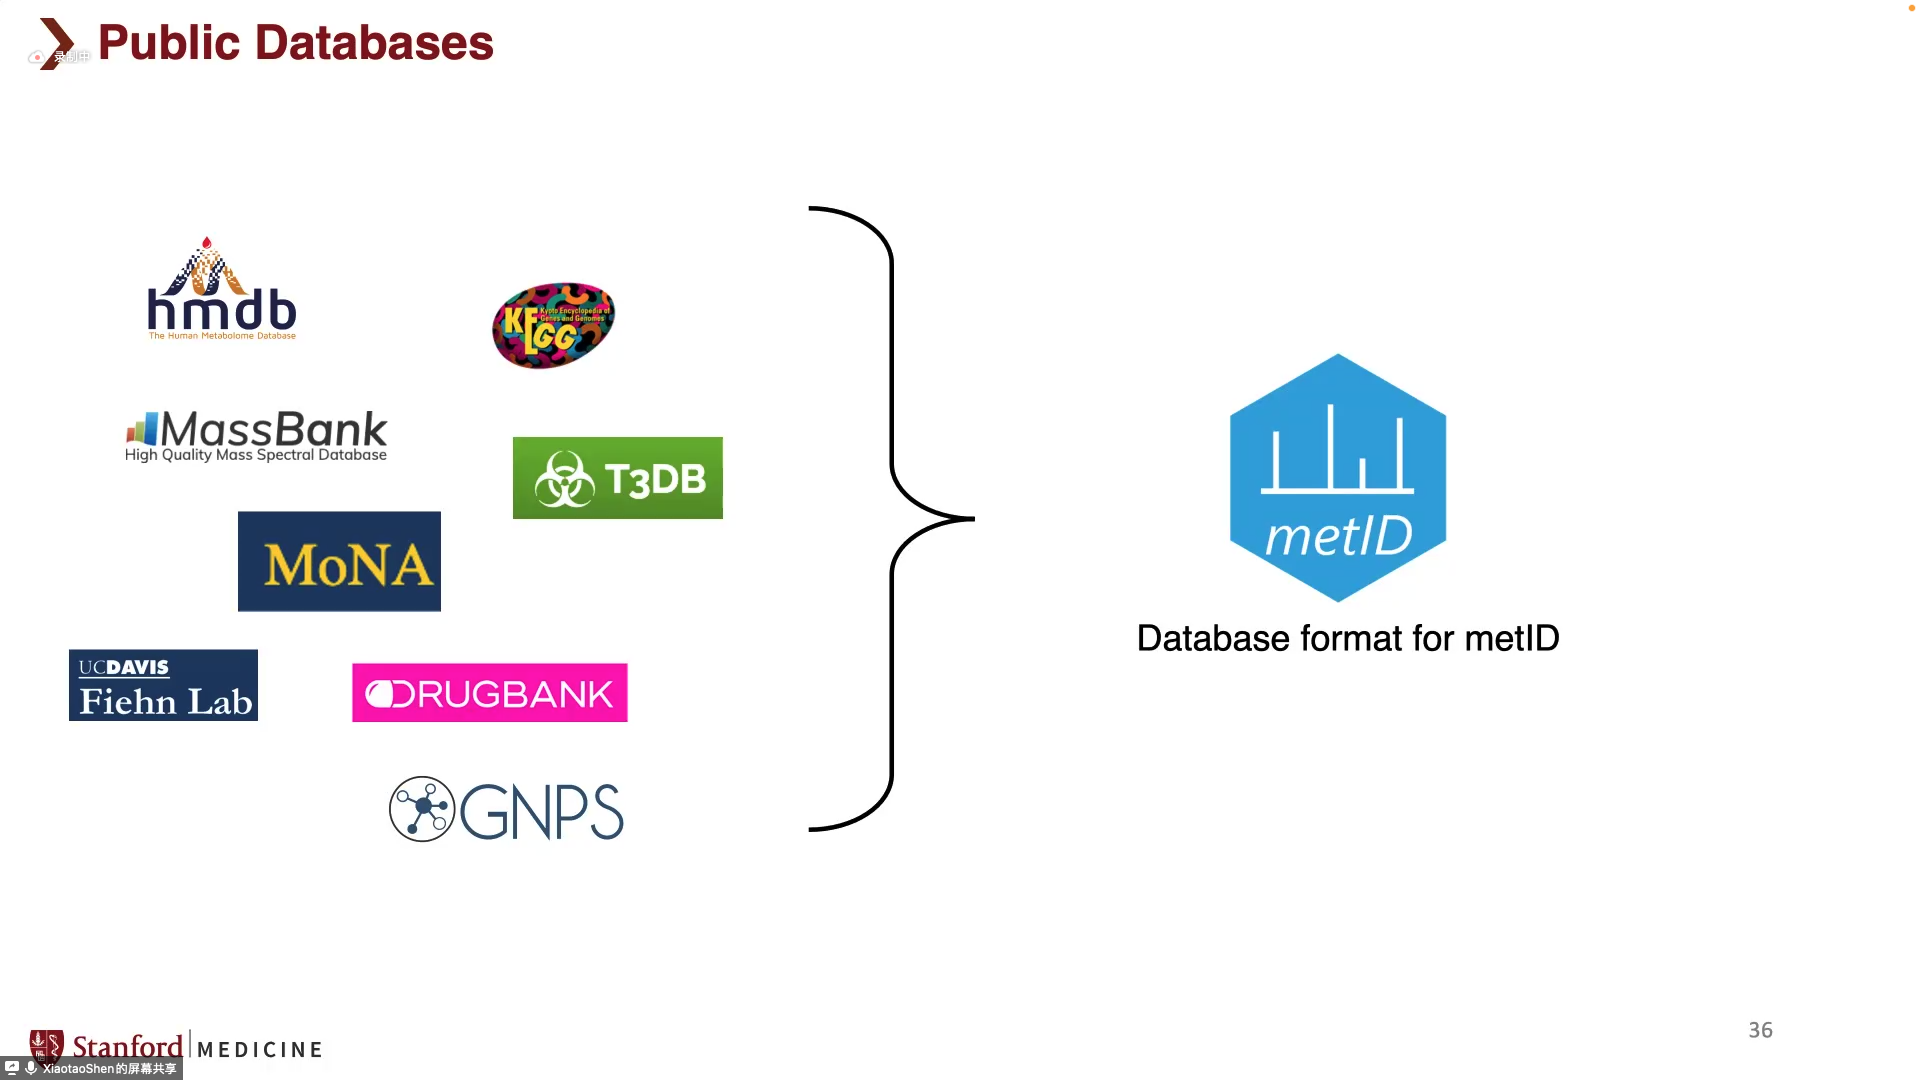 Public Databases
录制中
hmdb
The Human Metabolome Database
KEGG
Kyoto Encyclopedia of
Genes and Genomes
MassBank
High Quality Mass Spectral Database
T3DB
MoNA
UCDAVIS
Fiehn Lab
DRUGBANK
GNPS
metID
Database format for metID
Stanford MEDICINE
36
XiaotaoShen的屏幕共享